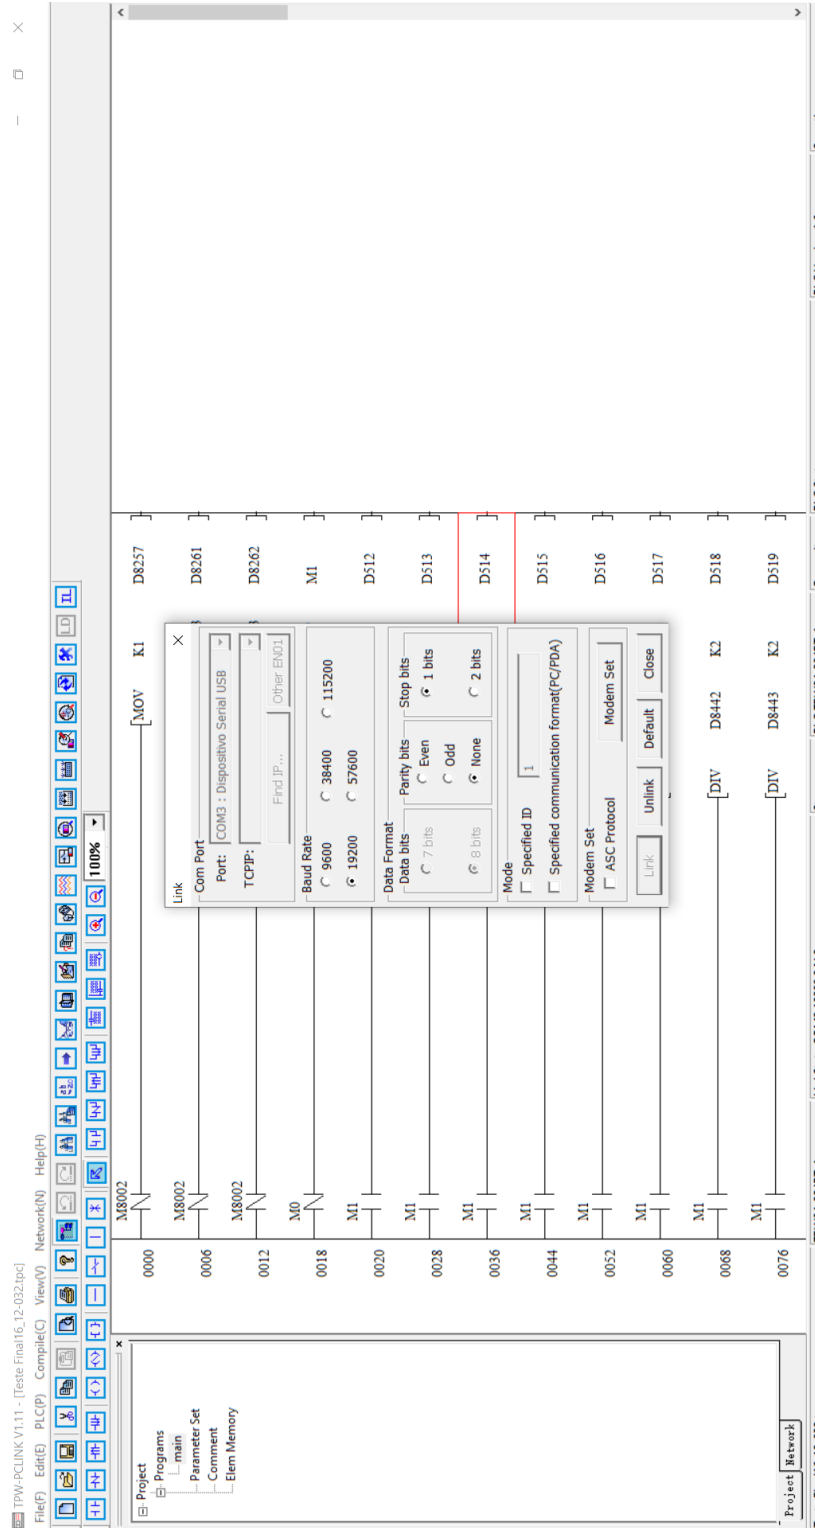 TPW-PCLINK V1.11 - [Teste Final16_12-032.tpc]
File(F) Edit(E) PLC(P) Compile(C) View(V) Network(N) Help(H)
LD IL
100%
Project
Programs
main
Parameter Set
Comment
Elem Memory
Project Network
0000 M8002 MOV K1 D8257
0006 M8002 D8261
0012 M8002 D8262
0018 M0 M1
0020 M1 D512
0028 M1 D513
0036 M1 D514
0044 M1 D515
0052 M1 D516
0060 M1 D517
0068 M1 DIV D8442 K2 D518
0076 M1 DIV D8443 K2 D519
Link
Com Port
Port: COM3 : Dispositivo Serial USB
TCPIP:
Find IP... Other EN01
Baud Rate
9600 38400 115200
19200 57600
Data Format
Data bits Parity bits Stop bits
7 bits Even 1 bits
Odd
8 bits None 2 bits
Mode
Specified ID 1
Specified communication format(PC/PDA)
Modem Set
ASC Protocol Modem Set
Link Unlink Default Close